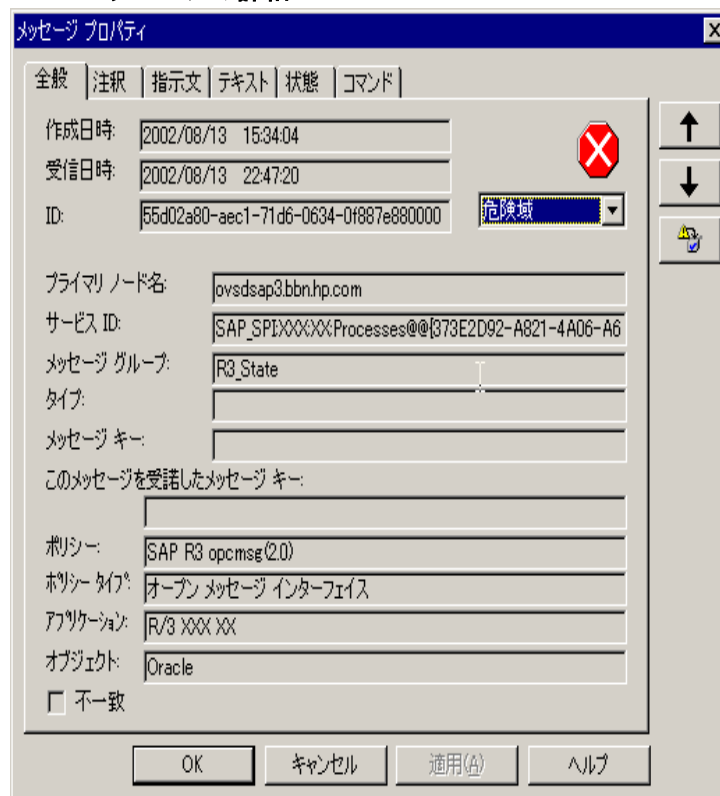 メッセージ プロパティ
全般 注釈 指示文 テキスト 状態 コマンド
作成日時: 2002/08/13 15:34:04
受信日時: 2002/08/13 22:47:20
ID: 55d02a80-aec1-71d6-0634-0f887e880000 危険域
プライマリ ノード名: ovsdsap3.bbn.hp.com
サービス ID: SAP_SPI:XXX:XX:Processes@@{373E2D92-A821-4A06-A6
メッセージ グループ: R3_State
タイプ:
メッセージ キー:
このメッセージを受諾したメッセージ キー:
ポリシー: SAP R3 opcmsg(2.0)
ポリシー タイプ: オープン メッセージ インターフェイス
アプリケーション: R/3 XXX XX
オブジェクト: Oracle
不一致
OK キャンセル 適用(A) ヘルプ